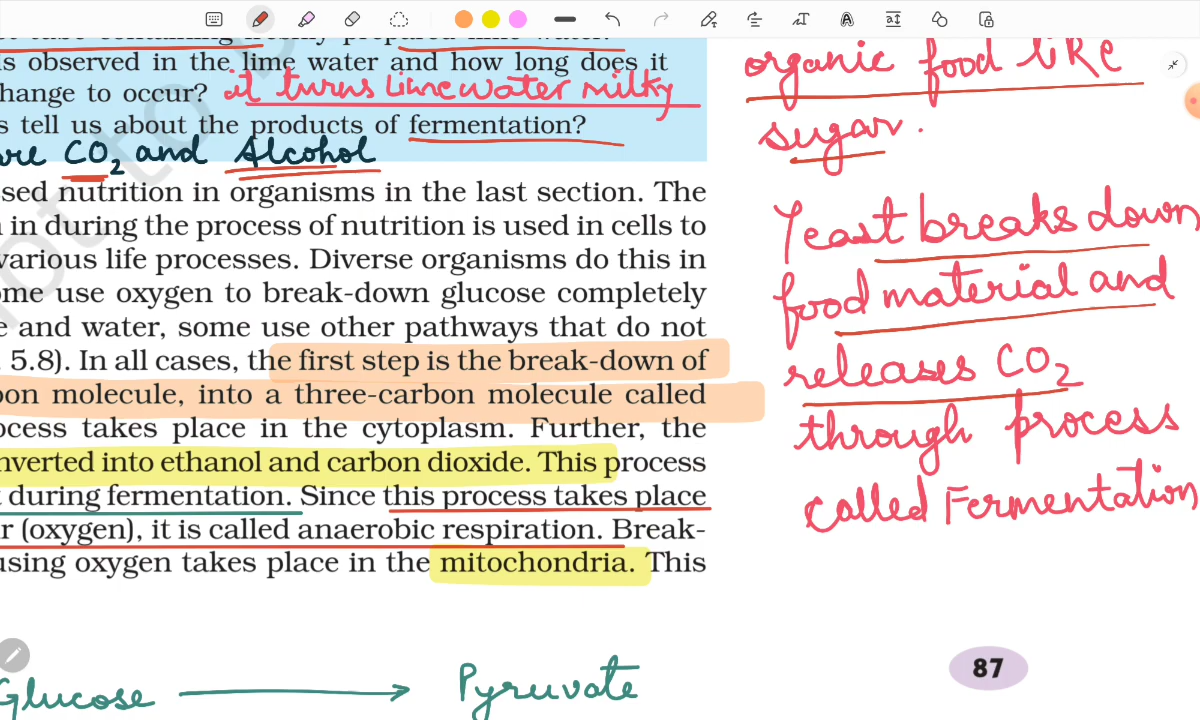 organic food like
sugar.
s observed in the lime water and how long does it
hange to occur? it turns lime water milky
s tell us about the products of fermentation?
are CO₂ and Alcohol
sed nutrition in organisms in the last section. The
in during the process of nutrition is used in cells to
various life processes. Diverse organisms do this in
ome use oxygen to break-down glucose completely
e and water, some use other pathways that do not
5.8). In all cases, the first step is the break-down of
bon molecule, into a three-carbon molecule called
ocess takes place in the cytoplasm. Further, the
nverted into ethanol and carbon dioxide. This process
during fermentation. Since this process takes place
r (oxygen), it is called anaerobic respiration. Break-
using oxygen takes place in the mitochondria. This
Yeast breaks down
food material and
releases CO₂
through process
called Fermentation
87
Glucose → Pyruvate